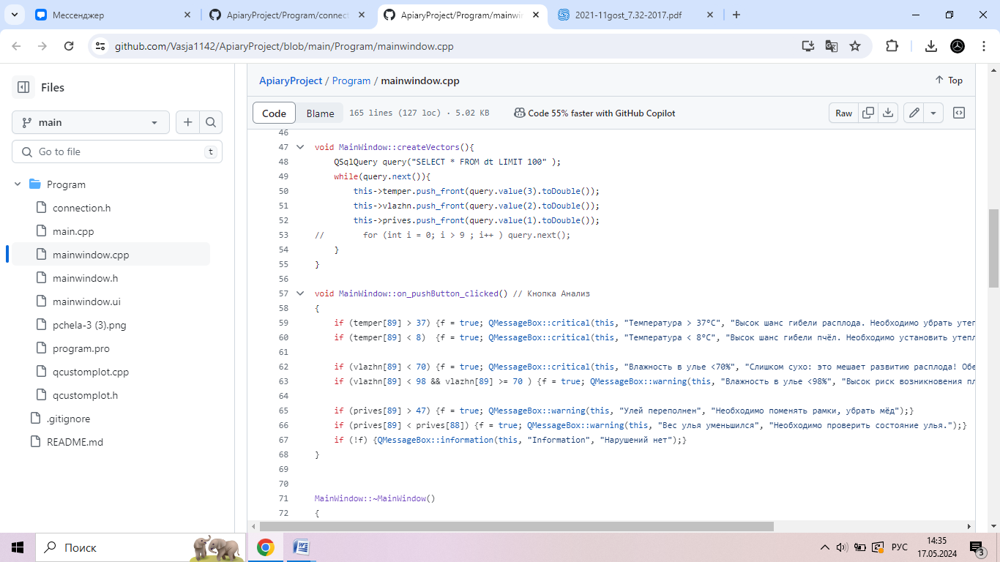 Мессенджер
ApiaryProject/Program/connect
ApiaryProject/Program/mainwin
2021-11gost_7.32-2017.pdf
github.com/Vasja1142/ApiaryProject/blob/main/Program/mainwindow.cpp
Files
main
Go to file
t
Program
connection.h
main.cpp
mainwindow.cpp
mainwindow.h
mainwindow.ui
pchela-3 (3).png
program.pro
qcustomplot.cpp
qcustomplot.h
.gitignore
README.md
ApiaryProject / Program / mainwindow.cpp
Top
Code
Blame
165 lines (127 loc) · 5.02 KB
Code 55% faster with GitHub Copilot
Raw
46
47 void MainWindow::createVectors(){
48 QSqlQuery query("SELECT * FROM dt LIMIT 100" );
49 while(query.next()){
50 this->temper.push_front(query.value(3).toDouble());
51 this->vlazhn.push_front(query.value(2).toDouble());
52 this->prives.push_front(query.value(1).toDouble());
53 // for (int i = 0; i > 9 ; i++ ) query.next();
54 }
55 }
56
57 void MainWindow::on_pushButton_clicked() // Кнопка Анализ
58 {
59 if (temper[89] > 37) {f = true; QMessageBox::critical(this, "Температура > 37°C", "Высок шанс гибели расплода. Необходимо убрать утеп
60 if (temper[89] < 8) {f = true; QMessageBox::critical(this, "Температура < 8°C", "Высок шанс гибели пчёл. Необходимо установить утепл
61
62 if (vlazhn[89] < 70) {f = true; QMessageBox::critical(this, "Влажность в улье <70%", "Слишком сухо: это мешает развитию расплода! Обе
63 if (vlazhn[89] < 98 && vlazhn[89] >= 70 ) {f = true; QMessageBox::warning(this, "Влажность в улье <98%", "Высок риск возникновения пл
64
65 if (prives[89] > 47) {f = true; QMessageBox::warning(this, "Улей переполнен", "Необходимо поменять рамки, убрать мёд");}
66 if (prives[89] < prives[88]) {f = true; QMessageBox::warning(this, "Вес улья уменьшился", "Необходимо проверить состояние улья.");}
67 if (!f) {QMessageBox::information(this, "Information", "Нарушений нет");}
68 }
69
70
71 MainWindow::~MainWindow()
72 {
Поиск
РУС
14:35
17.05.2024
3